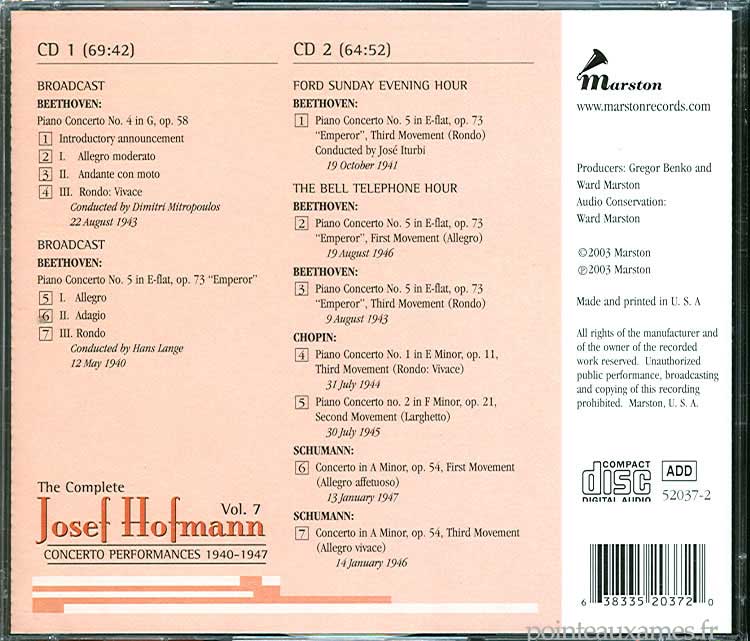 CD 1 (69:42)
BROADCAST
BEETHOVEN:
Piano Concerto No. 4 in G, op. 58
1 Introductory announcement
2 I. Allegro moderato
3 II. Andante con moto
4 III. Rondo: Vivace
Conducted by Dimitri Mitropoulos
22 August 1943
BROADCAST
BEETHOVEN:
Piano Concerto No. 5 in E-flat, op. 73 "Emperor"
5 I. Allegro
6 II. Adagio
7 III. Rondo
Conducted by Hans Lange
12 May 1940
The Complete
Josef Hofmann Vol. 7
CONCERTO PERFORMANCES 1940-1947
CD 2 (64:52)
FORD SUNDAY EVENING HOUR
BEETHOVEN:
1 Piano Concerto No. 5 in E-flat, op. 73
"Emperor", Third Movement (Rondo)
Conducted by José Iturbi
19 October 1941
THE BELL TELEPHONE HOUR
BEETHOVEN:
2 Piano Concerto No. 5 in E-flat, op. 73
"Emperor", First Movement (Allegro)
19 August 1946
BEETHOVEN:
3 Piano Concerto No. 5 in E-flat, op. 73
"Emperor", Third Movement (Rondo)
9 August 1943
CHOPIN:
4 Piano Concerto No. 1 in E Minor, op. 11,
Third Movement (Rondo: Vivace)
31 July 1944
5 Piano Concerto no. 2 in F Minor, op. 21,
Second Movement (Larghetto)
30 July 1945
SCHUMANN:
6 Concerto in A Minor, op. 54, First Movement
(Allegro affetuoso)
13 January 1947
SCHUMANN:
7 Concerto in A Minor, op. 54, Third Movement
(Allegro vivace)
14 January 1946
Marston
www.marstonrecords.com
Producers: Gregor Benko and
Ward Marston
Audio Conservation:
Ward Marston
©2003 Marston
℗2003 Marston
Made and printed in U. S. A
All rights of the manufacturer and
of the owner of the recorded
work reserved. Unauthorized
public performance, broadcasting
and copying of this recording
prohibited. Marston, U. S. A.
COMPACT
disc
DIGITAL AUDIO
ADD
52037-2
6 38335 20372 0
pointeauxames.fr